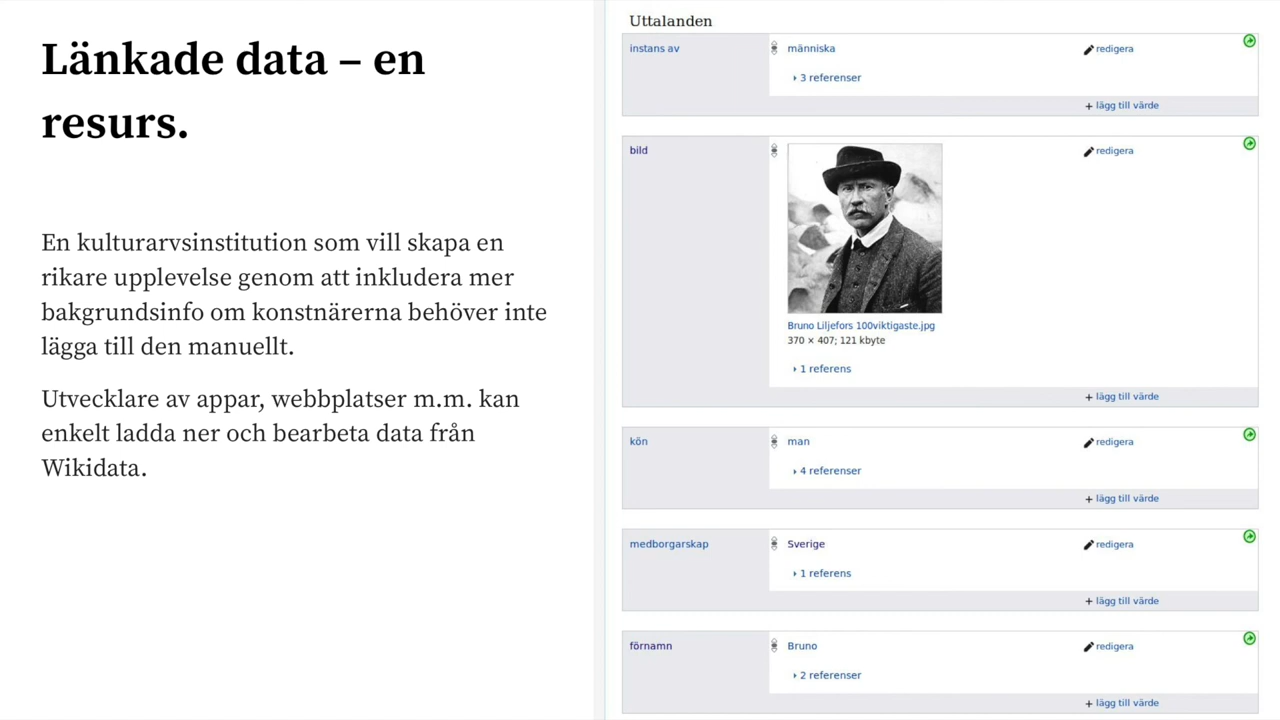 Länkade data – en
resurs.
En kulturarvsinstitution som vill skapa en
rikare upplevelse genom att inkludera mer
bakgrundsinfo om konstnärerna behöver inte
lägga till den manuellt.
Utvecklare av appar, webbplatser m.m. kan
enkelt ladda ner och bearbeta data från
Wikidata.
Uttalanden
instans av
människa
redigera
3 referenser
+ lägg till värde
bild
redigera
Bruno Liljefors 100viktigaste.jpg
370 × 407; 121 kbyte
1 referens
+ lägg till värde
kön
man
redigera
4 referenser
+ lägg till värde
medborgarskap
Sverige
redigera
1 referens
+ lägg till värde
förnamn
Bruno
redigera
2 referenser
+ lägg till värde